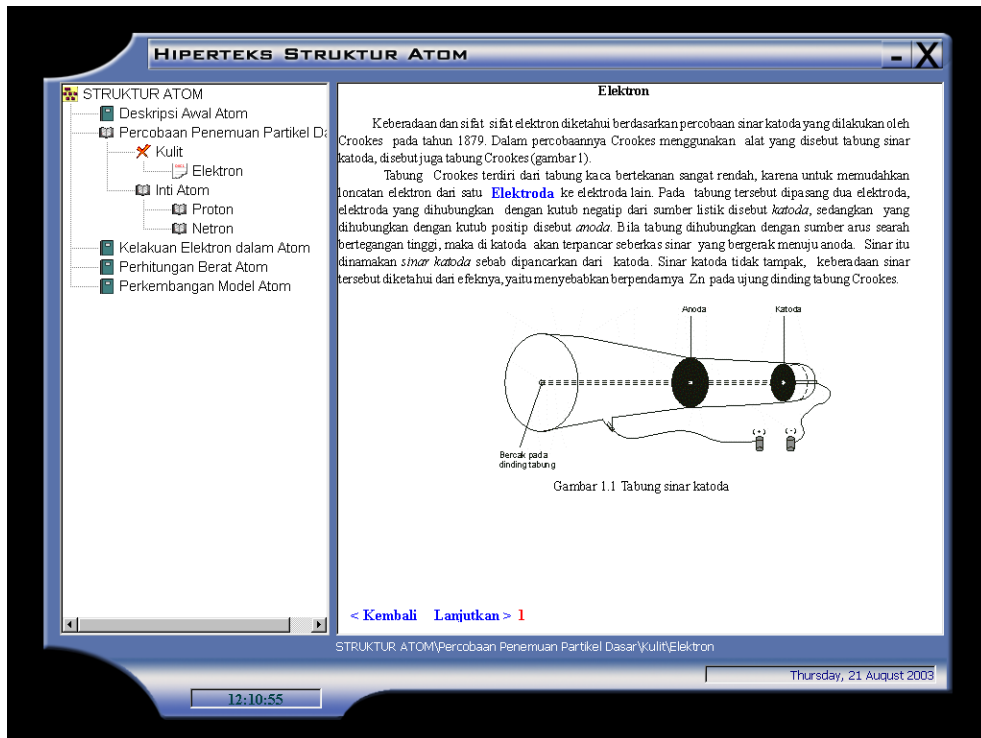 HIPERTEKS STRUKTUR ATOM
- X
STRUKTUR ATOM
Deskripsi Awal Atom
Percobaan Penemuan Partikel Da
Kulit
Elektron
Inti Atom
Proton
Netron
Kelakuan Elektron dalam Atom
Perhitungan Berat Atom
Perkembangan Model Atom
Elektron
Keberadaan dan sifat sifat elektron diketahui berdasarkan percobaan sinar katoda yang dilakukan oleh
Crookes pada tahun 1879. Dalam percobaannya Crookes menggunakan alat yang disebut tabung sinar
katoda, disebut juga tabung Crookes (gambar 1).
Tabung Crookes terdiri dari tabung kaca bertekanan sangat rendah, karena untuk memudahkan
loncatan elektron dari satu Elektroda ke elektroda lain. Pada tabung tersebut dipasang dua elektroda,
elektroda yang dihubungkan dengan kutub negatip dari sumber listik disebut katoda, sedangkan yang
dihubungkan dengan kutub positip disebut anoda. Bila tabung dihubungkan dengan sumber arus searah
bertegangan tinggi, maka di katoda akan terpancar seberkas sinar yang bergerak menuju anoda. Sinar itu
dinamakan sinar katoda sebab dipancarkan dari katoda. Sinar katoda tidak tampak, keberadaan sinar
tersebut diketahui dari efeknya, yaitu menyebabkan berpendarnya Zn pada ujung dinding tabung Crookes.
Anoda
Katoda
(+) (-)
Bercak pada
dinding tabung
Gambar 1.1 Tabung sinar katoda
< Kembali Lanjutkan > 1
STRUKTUR ATOM\Percobaan Penemuan Partikel Dasar\Kulit\Elektron
Thursday, 21 August 2003
12:10:55